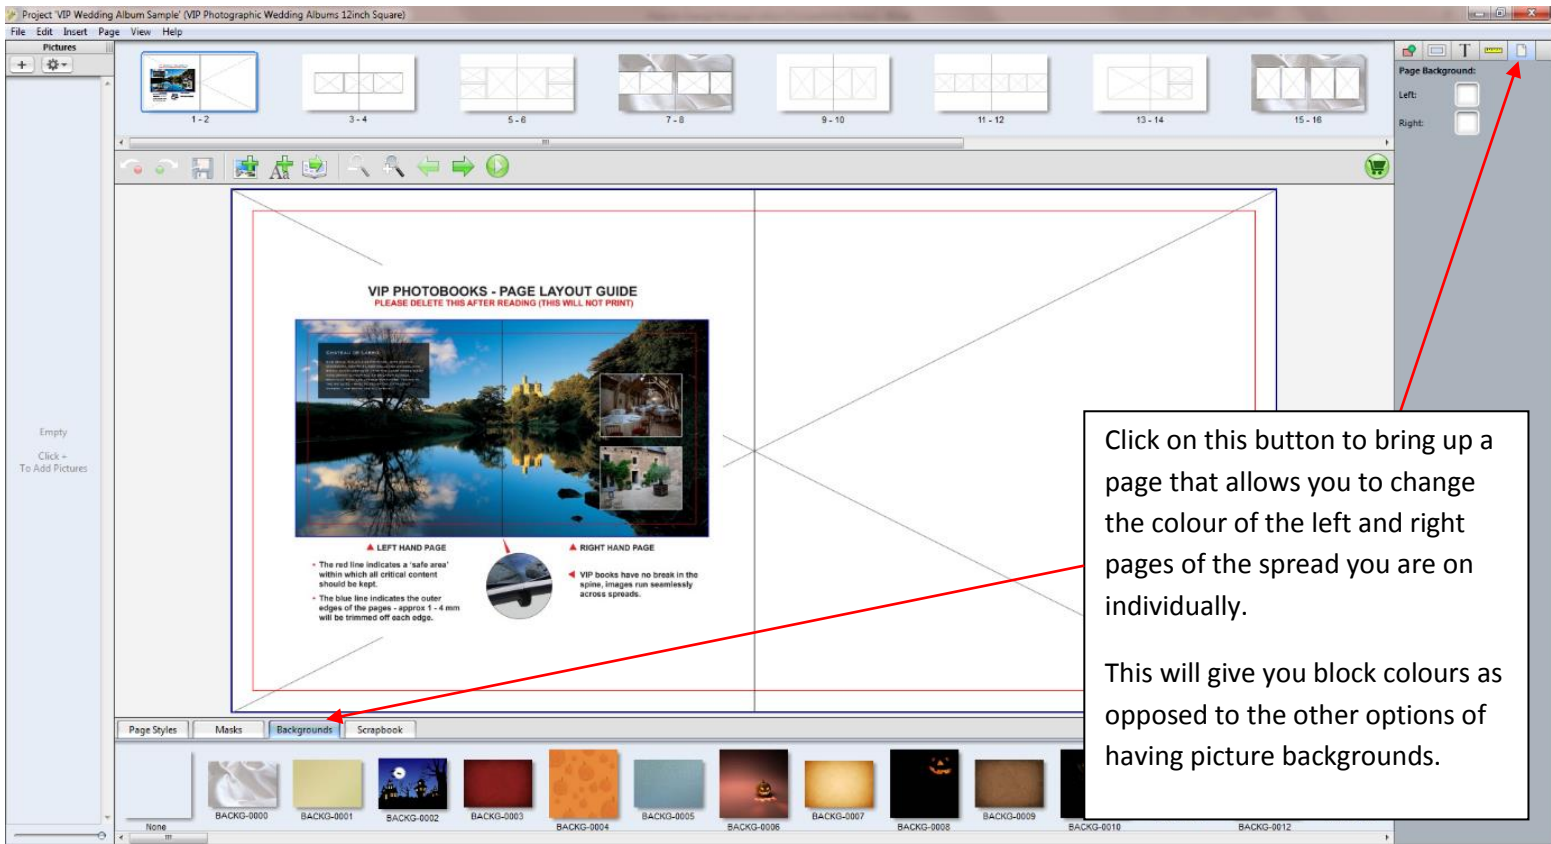 Project 'VIP Wedding Album Sample' (VIP Photographic Wedding Albums 12inch Square)
File Edit Insert Page View Help
Pictures
1 - 2
3 - 4
5 - 6
7 - 8
9 - 10
11 - 12
13 - 14
15 - 16
Page Background:
Left:
Right:
Empty
Click +
To Add Pictures
VIP PHOTOBOOKS - PAGE LAYOUT GUIDE
PLEASE DELETE THIS AFTER READING (THIS WILL NOT PRINT)
LEFT HAND PAGE
RIGHT HAND PAGE
The red line indicates a 'safe area'
within which all critical content
should be kept.
The blue line indicates the outer
edges of the pages - approx 1 - 4 mm
will be trimmed off each edge.
VIP books have no break in the
spine, images run seamlessly
across spreads.
Click on this button to bring up a
page that allows you to change
the colour of the left and right
pages of the spread you are on
individually.
This will give you block colours as
opposed to the other options of
having picture backgrounds.
Page Styles
Masks
Backgrounds
Scrapbook
None
BACKG-0000
BACKG-0001
BACKG-0002
BACKG-0003
BACKG-0004
BACKG-0005
BACKG-0006
BACKG-0007
BACKG-0008
BACKG-0009
BACKG-0010
BACKG-0012